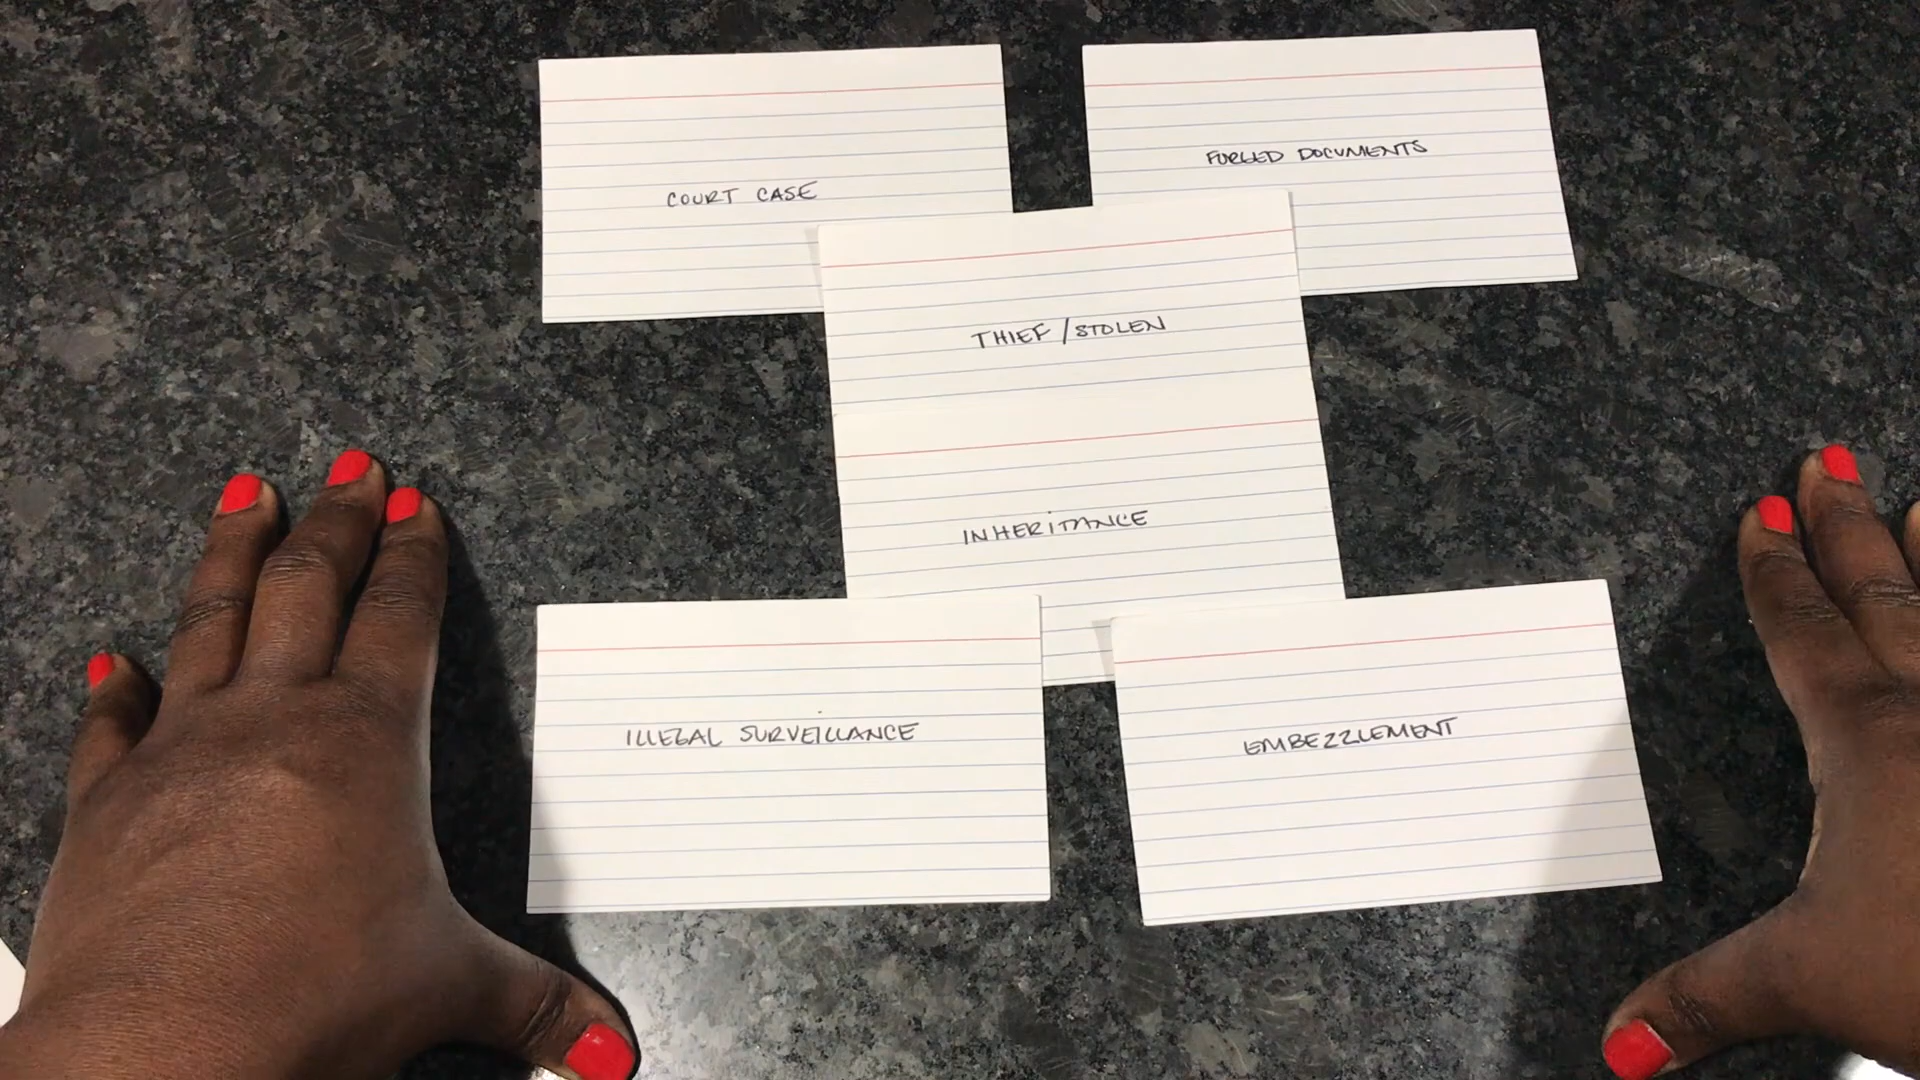 COURT CASE
FORGED DOCUMENTS
THIEF/STOLEN
INHERITANCE
ILLEGAL SURVEILLANCE
EMBEZZLEMENT